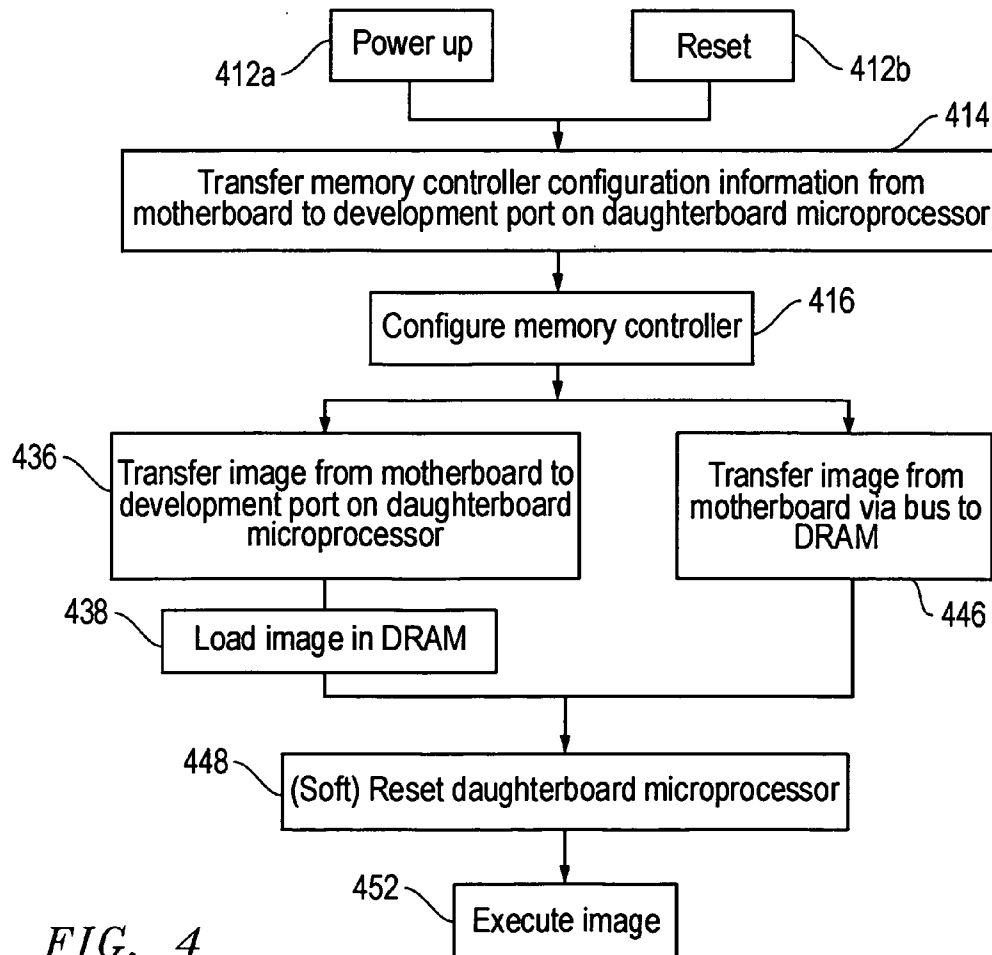 Power up
Reset
412a
412b
414
Transfer memory controller configuration information from
motherboard to development port on daughterboard microprocessor
416
Configure memory controller
436
Transfer image from motherboard to
development port on daughterboard
microprocessor
Transfer image from
motherboard via bus to
DRAM
446
438
Load image in DRAM
448
(Soft) Reset daughterboard microprocessor
452
Execute image
FIG. 4